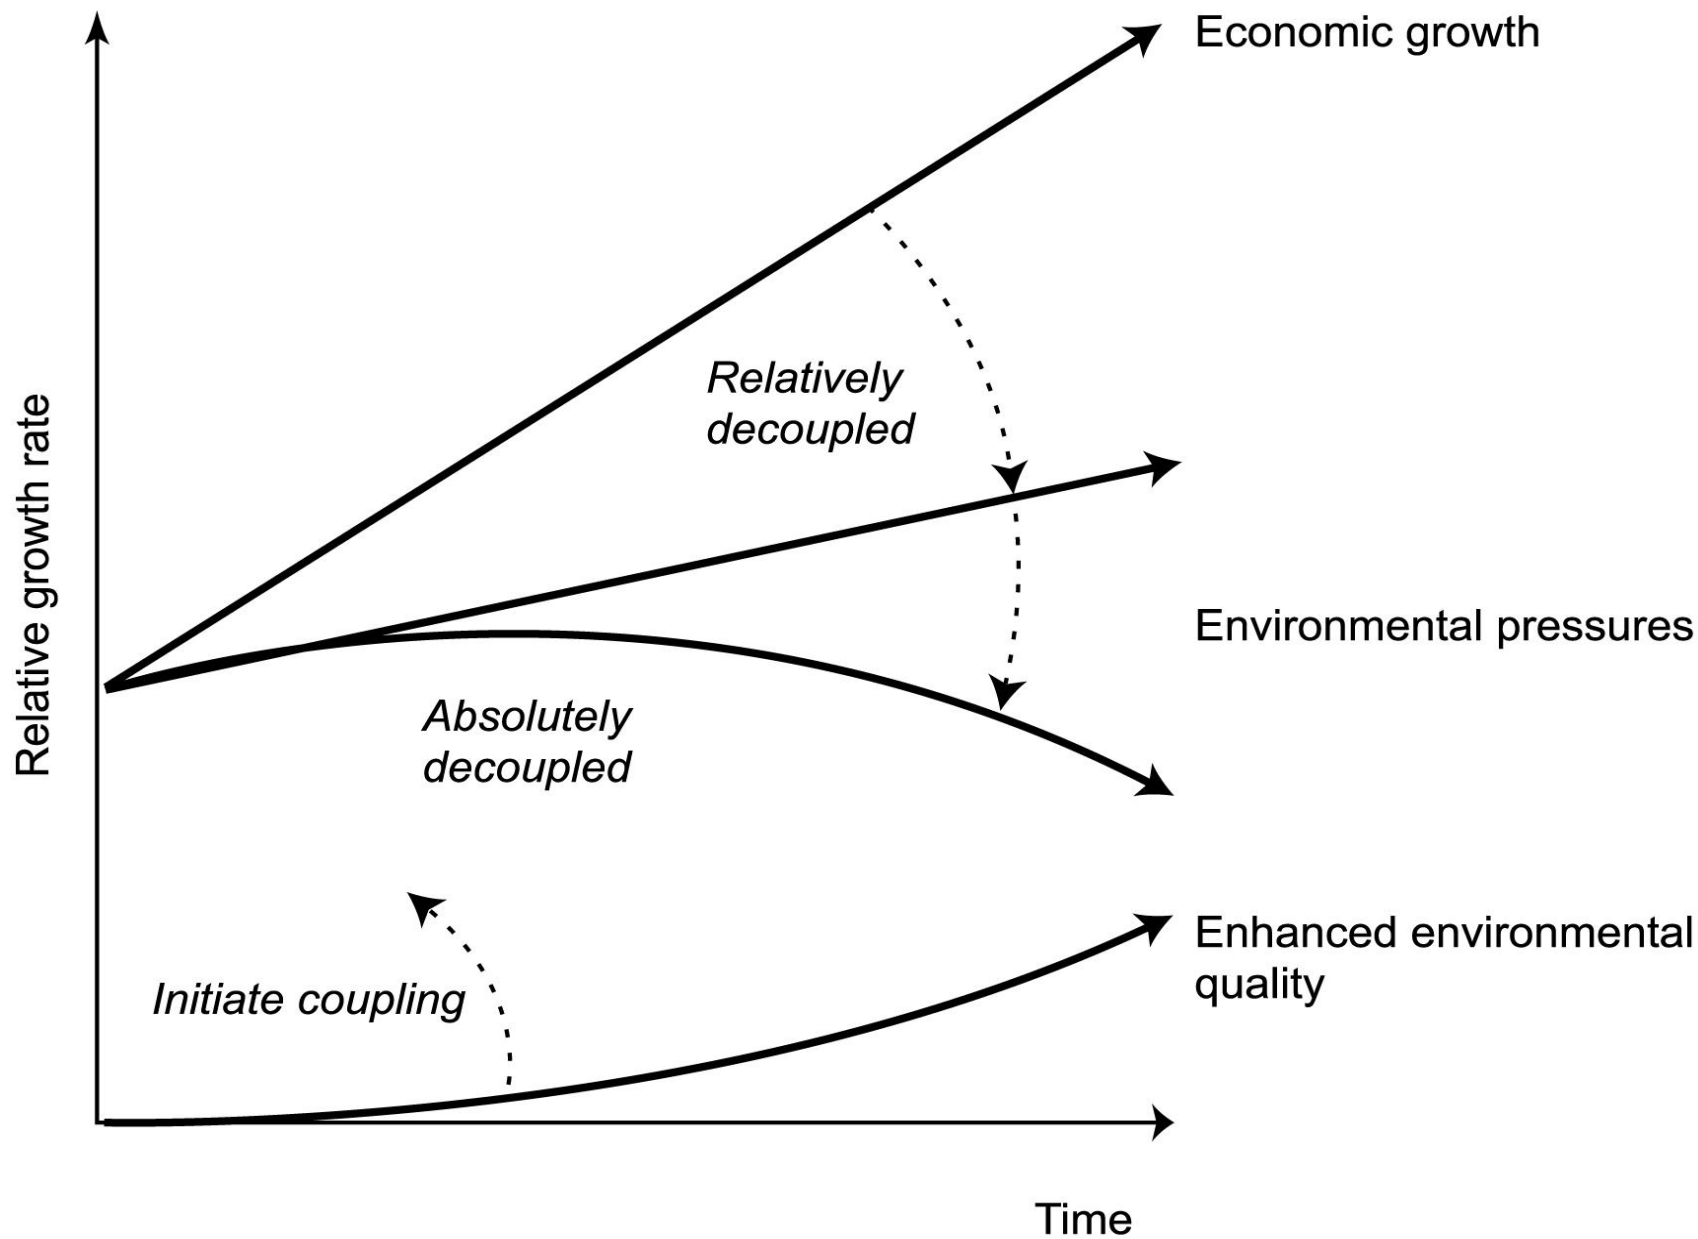 Economic growth
Relatively
decoupled
Relative growth rate
Environmental pressures
Absolutely
decoupled
Enhanced environmental
quality
Initiate coupling
Time